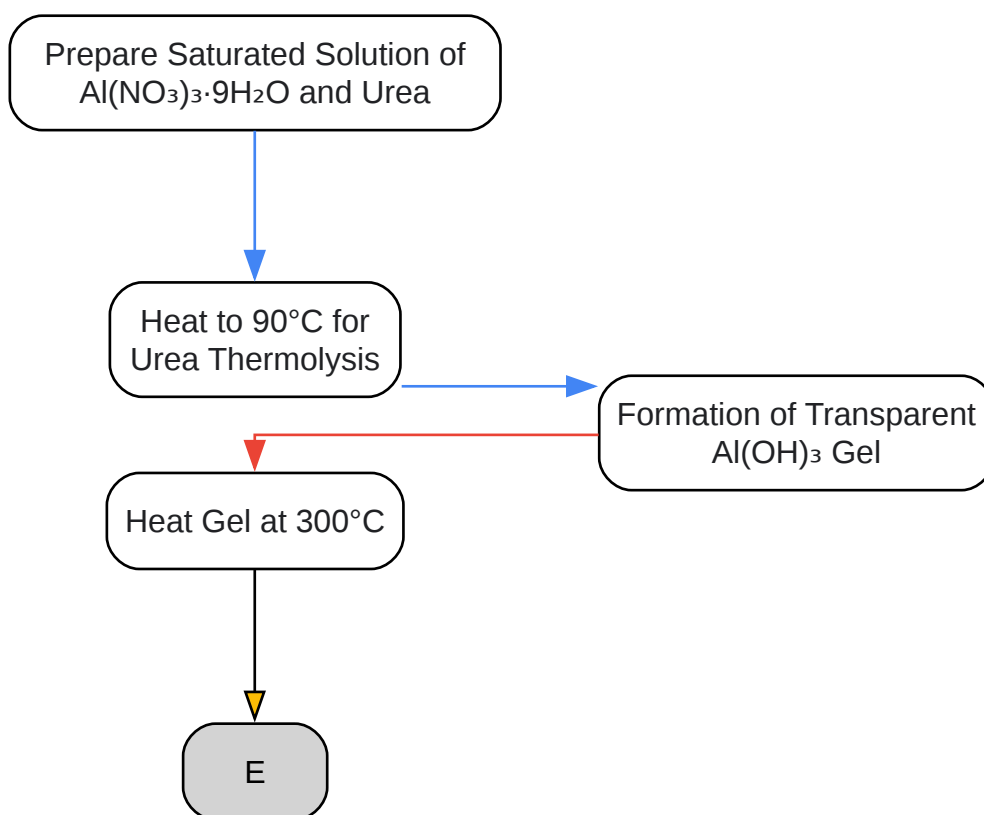 Prepare Saturated Solution of
Al(NO₃)₃·9H₂O and Urea
Heat to 90°C for
Urea Thermolysis
Formation of Transparent
Al(OH)₃ Gel
Heat Gel at 300°C
E